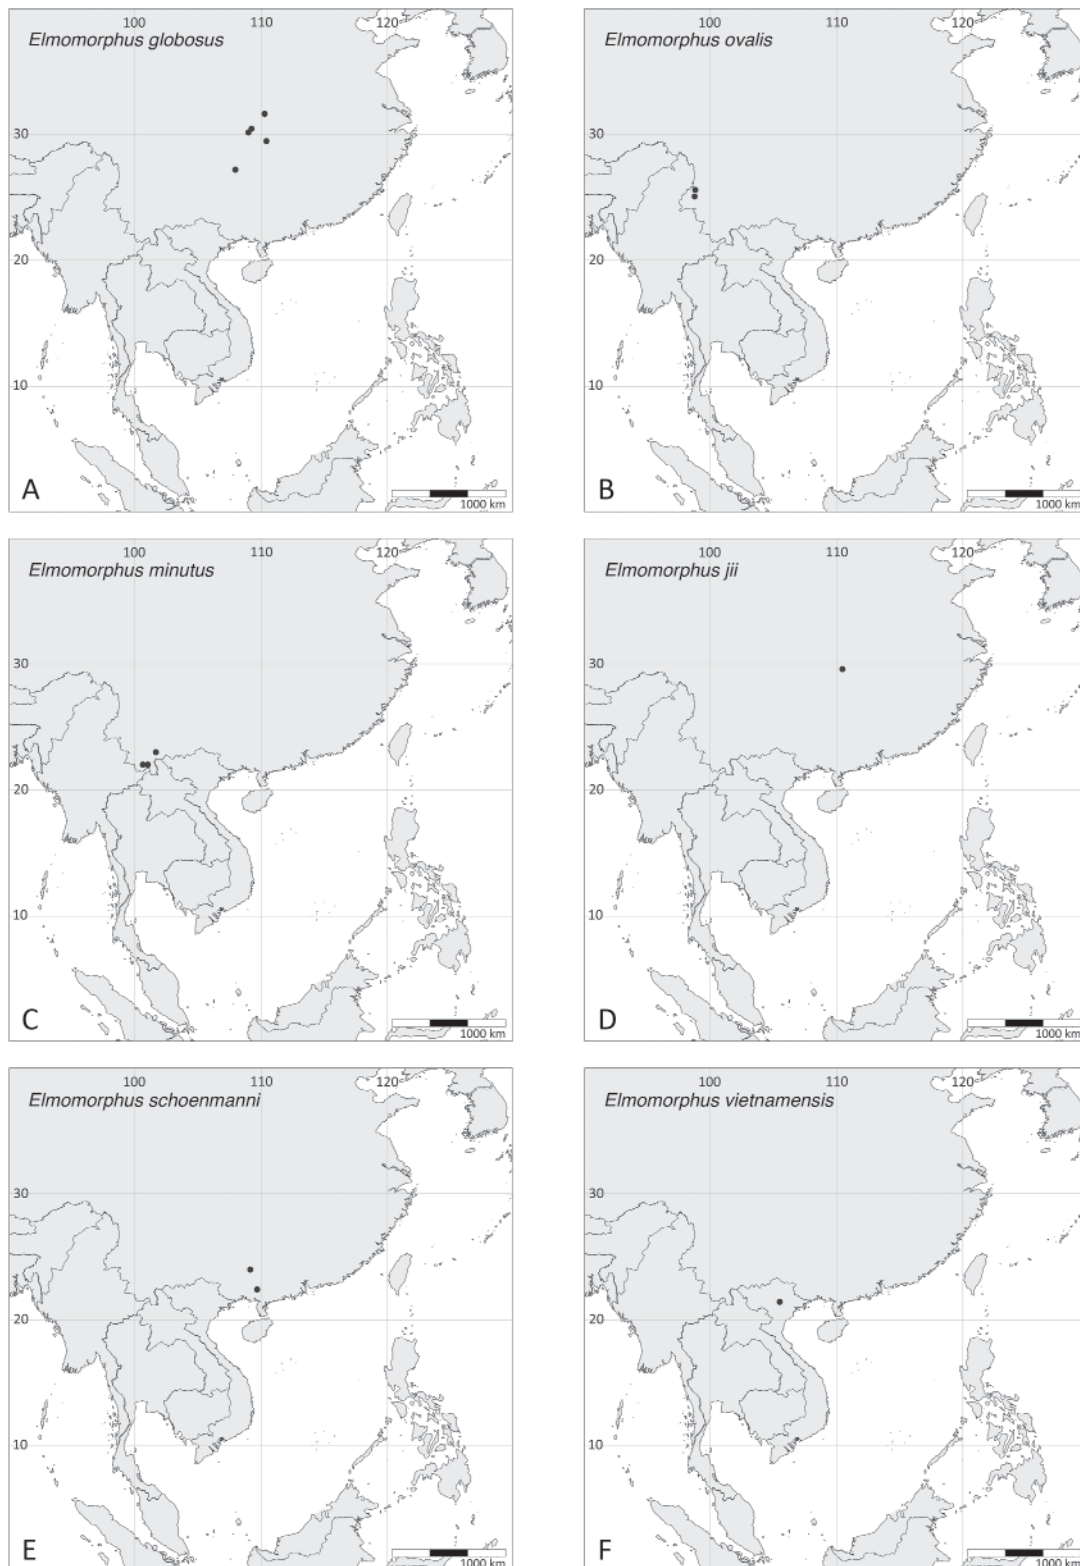 100 110 120
Elmomorphus globosus
30
20
10
A
1000 km
100 110 120
Elmomorphus ovalis
30
20
10
B
1000 km
100 110 120
Elmomorphus minutus
30
20
10
C
1000 km
100 110 120
Elmomorphus jii
30
20
10
D
1000 km
100 110 120
Elmomorphus schoenmanni
30
20
10
E
1000 km
100 110 120
Elmomorphus vietnamensis
30
20
10
F
1000 km